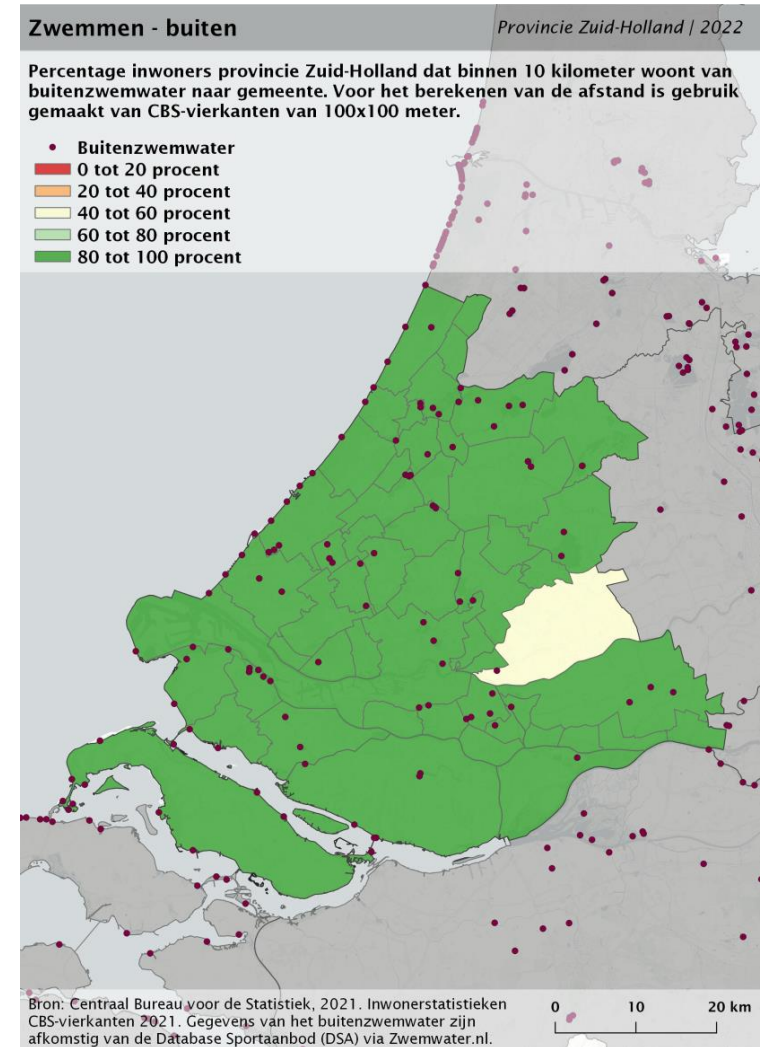 Zwemmen - buiten
Provincie Zuid-Holland | 2022
Percentage inwoners provincie Zuid-Holland dat binnen 10 kilometer woont van
buitenzwemwater naar gemeente. Voor het berekenen van de afstand is gebruik
gemaakt van CBS-vierkanten van 100x100 meter.
Buitenzwemwater
0 tot 20 procent
20 tot 40 procent
40 tot 60 procent
60 tot 80 procent
80 tot 100 procent
Bron: Centraal Bureau voor de Statistiek, 2021. Inwonerstatistieken
CBS-vierkanten 2021. Gegevens van het buitenzwemwater zijn
afkomstig van de Database Sportaanbod (DSA) via Zwemwater.nl.
0 10 20 km